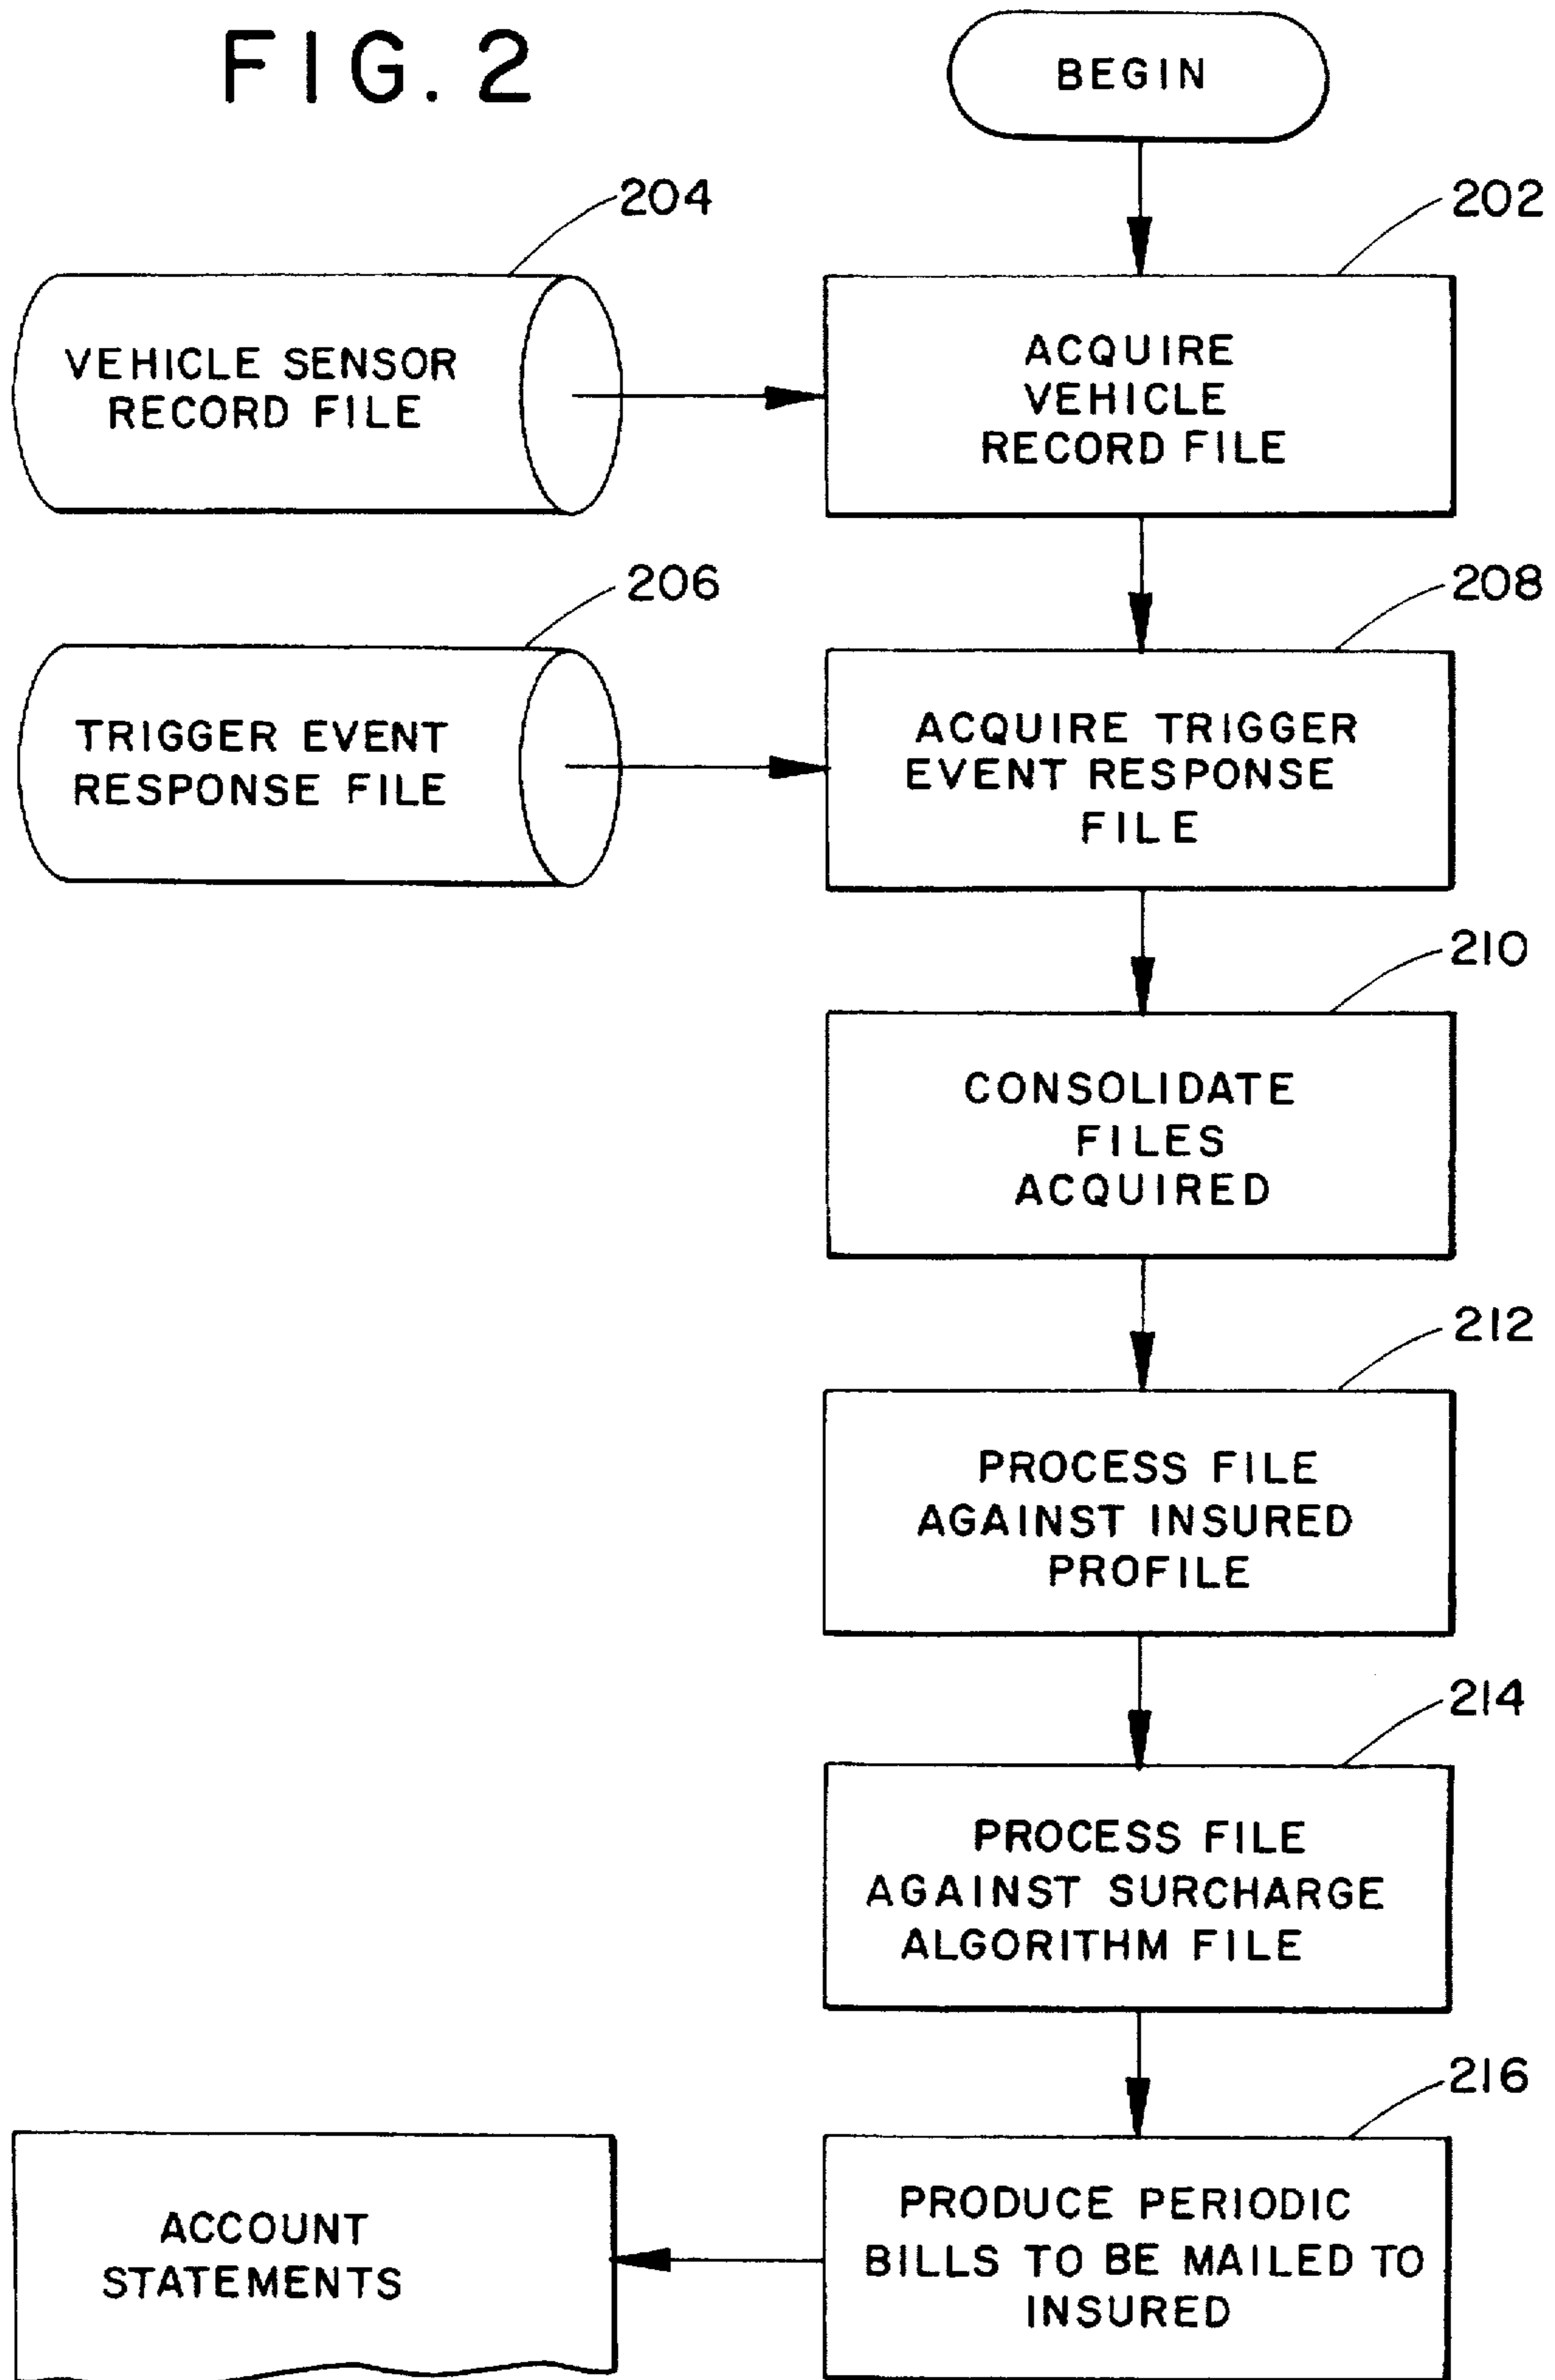 FIG. 2
BEGIN
204
202
VEHICLE SENSOR
RECORD FILE
ACQUIRE
VEHICLE
RECORD FILE
206
208
TRIGGER EVENT
RESPONSE FILE
ACQUIRE TRIGGER
EVENT RESPONSE
FILE
210
CONSOLIDATE
FILES
ACQUIRED
212
PROCESS FILE
AGAINST INSURED
PROFILE
214
PROCESS FILE
AGAINST SURCHARGE
ALGORITHM FILE
216
PRODUCE PERIODIC
BILLS TO BE MAILED TO
INSURED
ACCOUNT
STATEMENTS